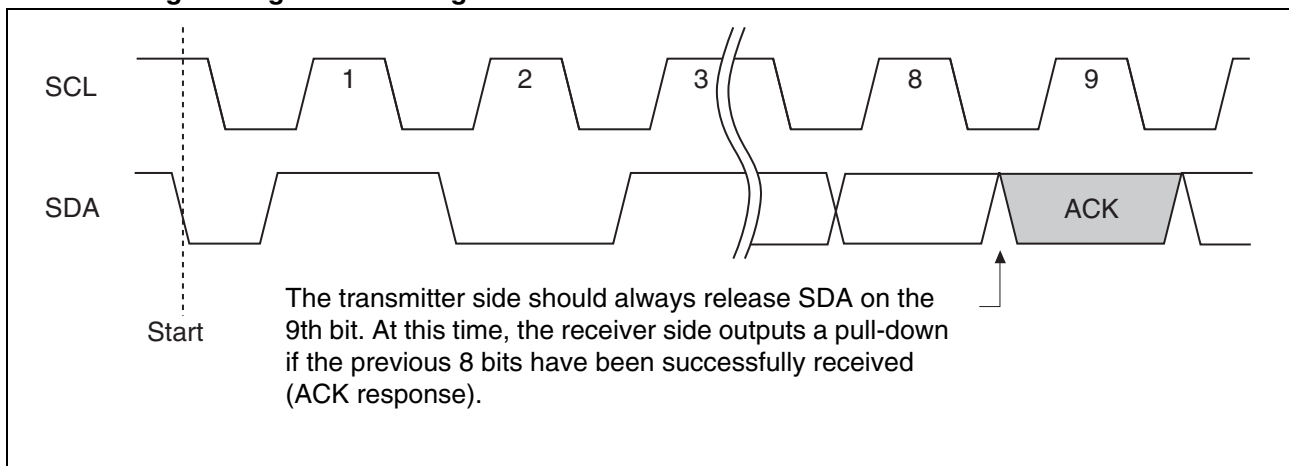 SCL
1
2
3
8
9
SDA
ACK
Start
The transmitter side should always release SDA on the
9th bit. At this time, the receiver side outputs a pull-down
if the previous 8 bits have been successfully received
(ACK response).